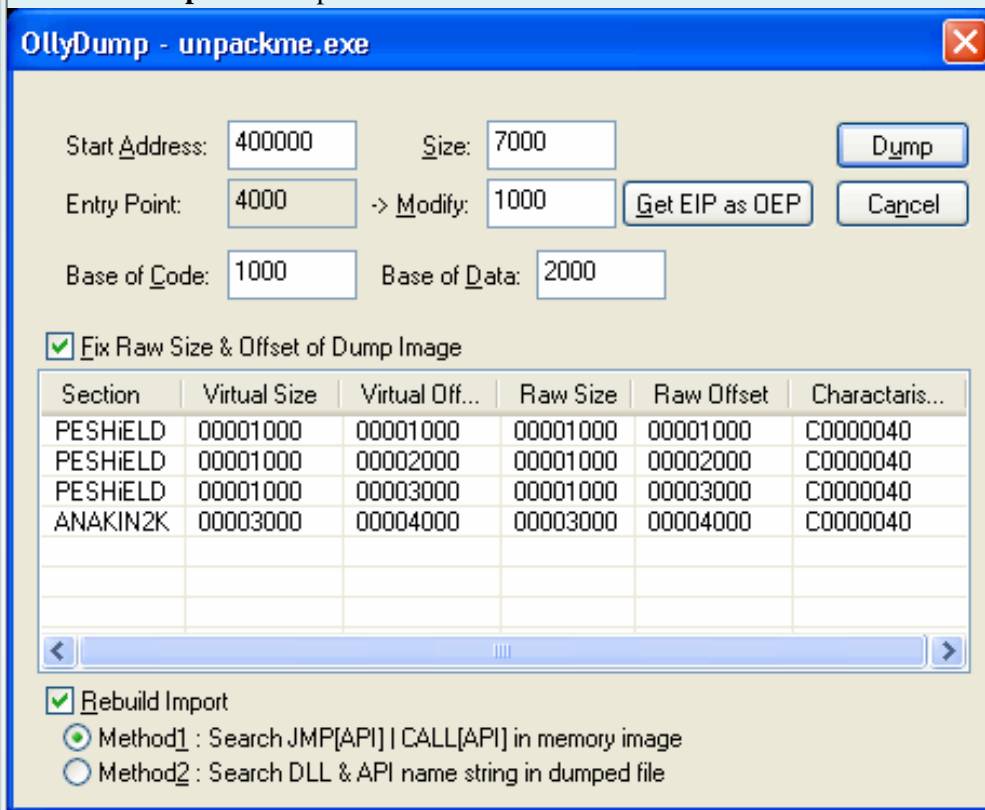 OllyDump - unpackme.exe
Start Address: 400000 Size: 7000 Dump
Entry Point: 4000 -> Modify: 1000 Get EIP as OEP Cancel
Base of Code: 1000 Base of Data: 2000
Fix Raw Size & Offset of Dump Image
Section Virtual Size Virtual Off... Raw Size Raw Offset Charactaris...
PESHiELD 00001000 00001000 00001000 00001000 C0000040
PESHiELD 00001000 00002000 00001000 00002000 C0000040
PESHiELD 00001000 00003000 00001000 00003000 C0000040
ANAKIN2K 00003000 00004000 00003000 00004000 C0000040
Rebuild Import
Method1 : Search JMP[API] | CALL[API] in memory image
Method2 : Search DLL & API name string in dumped file